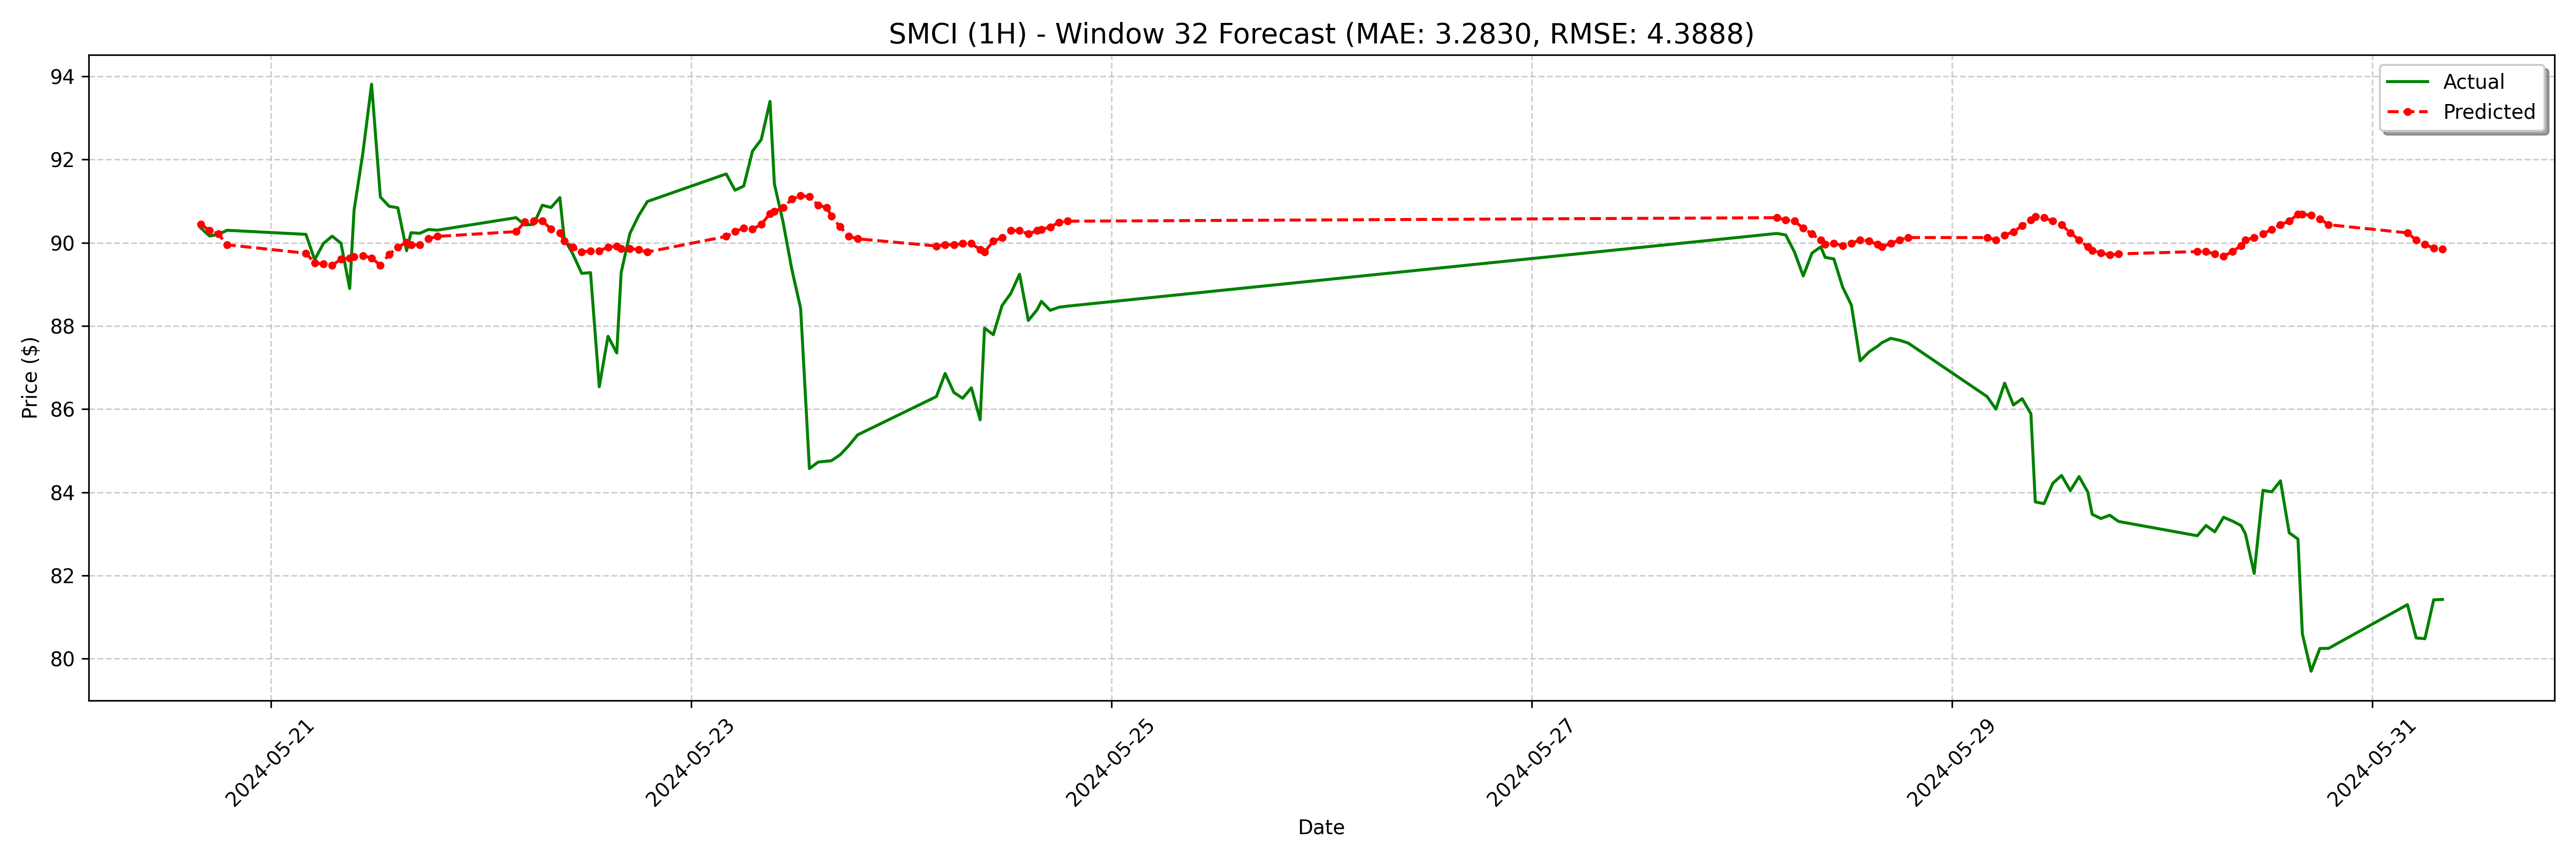 SMCI (1H) - Window 32 Forecast (MAE: 3.2830, RMSE: 4.3888)
Actual
Predicted
Price ($)
94
92
90
88
86
84
82
80
2024-05-21
2024-05-23
2024-05-25
2024-05-27
2024-05-29
2024-05-31
Date